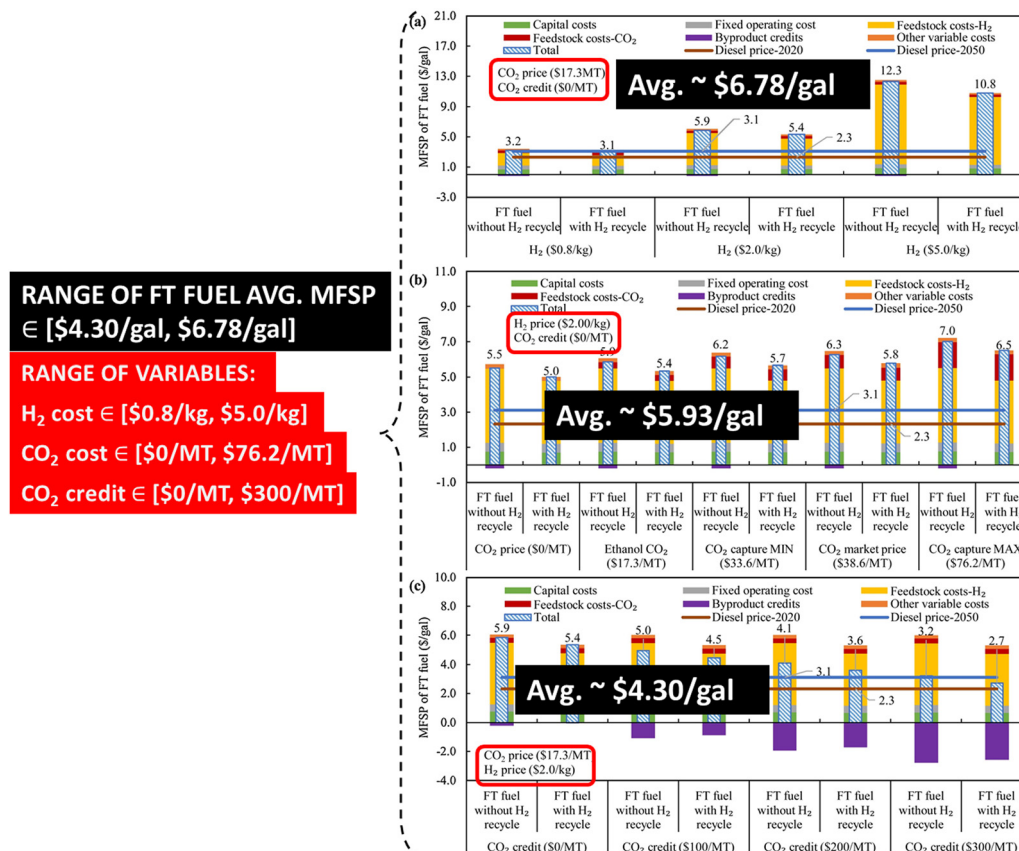 RANGE OF FT FUEL AVG. MFSP
∈ [$4.30/gal, $6.78/gal]
RANGE OF VARIABLES:
H₂ cost ∈ [$0.8/kg, $5.0/kg]
CO₂ cost ∈ [$0/MT, $76.2/MT]
CO₂ credit ∈ [$0/MT, $300/MT]
(a)
MFSP of FT fuel ($/gal)
21.0
17.0
13.0
9.0
5.0
1.0
-3.0
Capital costs
Fixed operating cost
Feedstock costs-H₂
Feedstock costs-CO₂
Byproduct credits
Other variable costs
Total
Diesel price-2020
Diesel price-2050
CO₂ price ($17.3MT)
CO₂ credit ($0/MT)
Avg. ~ $6.78/gal
3.2
3.1
5.9
3.1
5.4
2.3
12.3
10.8
FT fuel without H₂ recycle
FT fuel with H₂ recycle
FT fuel without H₂ recycle
FT fuel with H₂ recycle
FT fuel without H₂ recycle
FT fuel with H₂ recycle
H₂ ($0.8/kg)
H₂ ($2.0/kg)
H₂ ($5.0/kg)
(b)
MFSP of FT fuel ($/gal)
11.0
9.0
7.0
5.0
3.0
1.0
-1.0
Capital costs
Fixed operating cost
Feedstock costs-H₂
Feedstock costs-CO₂
Byproduct credits
Other variable costs
Total
Diesel price-2020
Diesel price-2050
H₂ price ($2.00/kg)
CO₂ credit ($0/MT)
Avg. ~ $5.93/gal
5.5
5.0
5.9
5.4
6.2
5.7
6.3
5.8
7.0
6.5
3.1
2.3
FT fuel without H₂ recycle
FT fuel with H₂ recycle
FT fuel without H₂ recycle
FT fuel with H₂ recycle
FT fuel without H₂ recycle
FT fuel with H₂ recycle
FT fuel without H₂ recycle
FT fuel with H₂ recycle
FT fuel without H₂ recycle
FT fuel with H₂ recycle
CO₂ price ($0/MT)
Ethanol CO₂ ($17.3/MT)
CO₂ capture MIN ($33.6/MT)
CO₂ market price ($38.6/MT)
CO₂ capture MAX ($76.2/MT)
(c)
MFSP of FT fuel ($/gal)
10.0
8.0
6.0
4.0
2.0
0.0
-2.0
-4.0
Capital costs
Fixed operating cost
Feedstock costs-H₂
Feedstock costs-CO₂
Byproduct credits
Other variable costs
Total
Diesel price-2020
Diesel price-2050
5.9
5.4
5.0
4.5
4.1
3.6
3.2
2.7
3.1
2.3
Avg. ~ $4.30/gal
CO₂ price ($17.3/MT
H₂ price ($2.0/kg)
FT fuel without H₂ recycle
FT fuel with H₂ recycle
FT fuel without H₂ recycle
FT fuel with H₂ recycle
FT fuel without H₂ recycle
FT fuel with H₂ recycle
FT fuel without H₂ recycle
FT fuel with H₂ recycle
CO₂ credit ($0/MT)
CO₂ credit ($100/MT)
CO₂ credit ($200/MT)
CO₂ credit ($300/MT)